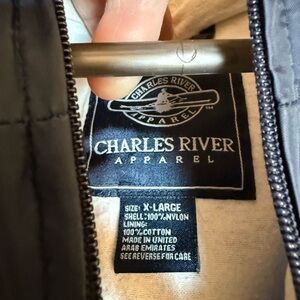 CHARLES RIVER
APPAREL
™
CHARLES RIVER
APPAREL
SIZE: X-LARGE
SHELL: 100% NYLON
LINING:
100% COTTON
MADE IN UNITED
ARAB EMIRATES
SEE REVERSE FOR CARE